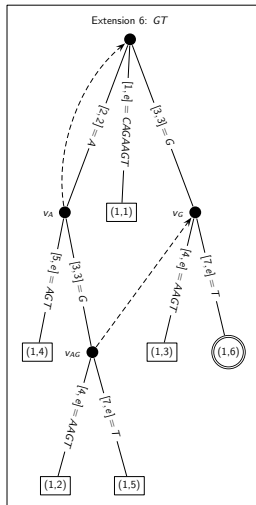 Extension 6: GT
[2,2] = A
[1,e] = CAGAAGT
[3,3] = G
v_A
(1,1)
v_G
[5,e] = AGT
[3,3] = G
[4,e] = AAGT
[7,e] = T
(1,4)
v_AG
(1,3)
(1,6)
[4,e] = AAGT
[7,e] = T
(1,2)
(1,5)